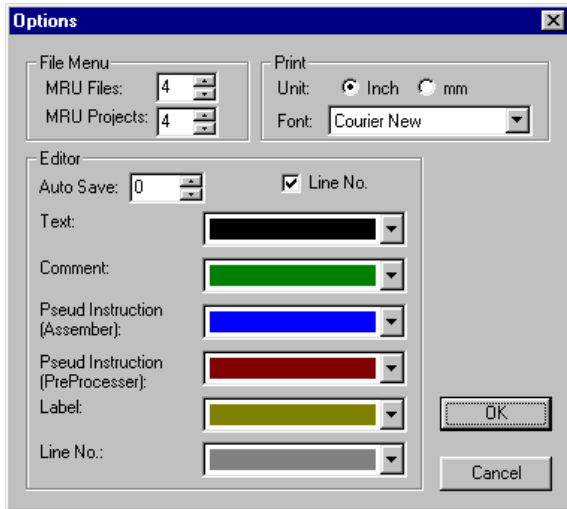 Options
File Menu
MRU Files: 4
MRU Projects: 4
Print
Unit: Inch mm
Font: Courier New
Editor
Auto Save: 0 Line No.
Text:
Comment:
Pseud Instruction
(Assember):
Pseud Instruction
(PreProcesser):
Label:
Line No.:
OK
Cancel